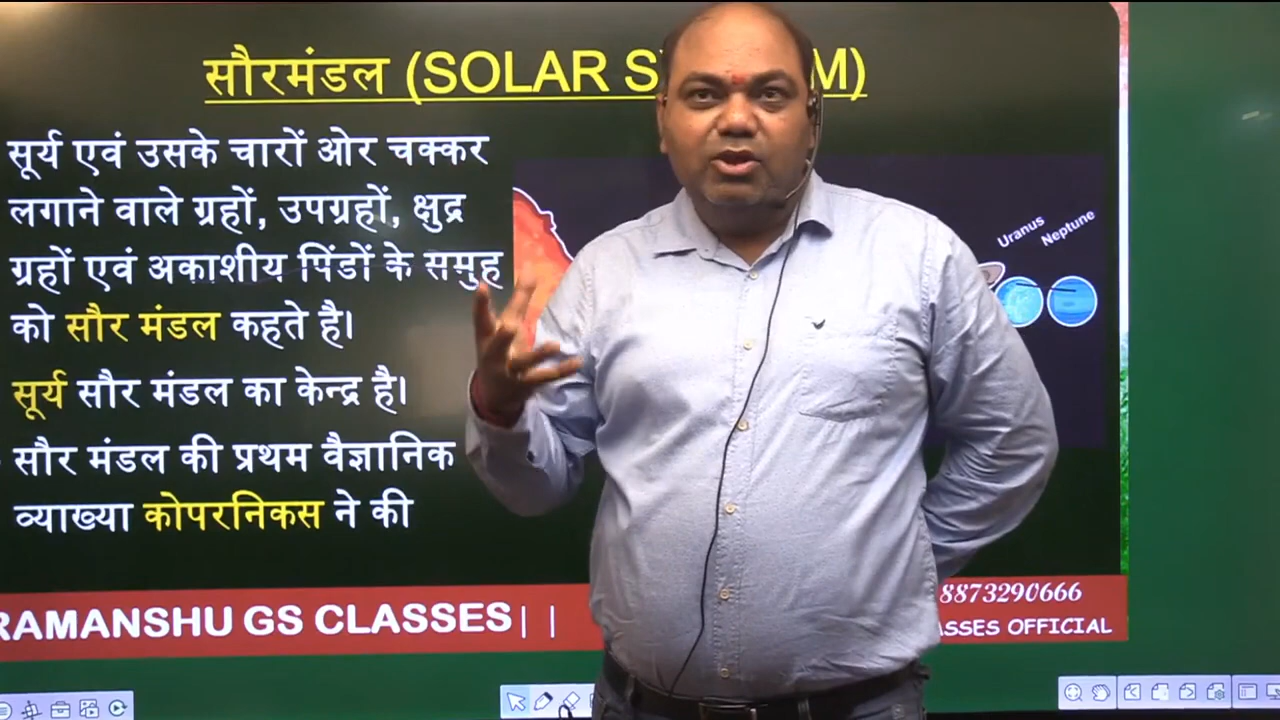 सौरमंडल (SOLAR S M)
सूर्य एवं उसके चारों ओर चक्कर
लगाने वाले ग्रहों, उपग्रहों, क्षुद्र
ग्रहों एवं अकाशीय पिंडों के समुह
को सौर मंडल कहते है।
सूर्य सौर मंडल का केन्द्र है।
सौर मंडल की प्रथम वैज्ञानिक
व्याख्या कोपरनिकस ने की
Uranus
Neptune
RAMANSHU GS CLASSES| |
8873290666
ASSES OFFICIAL